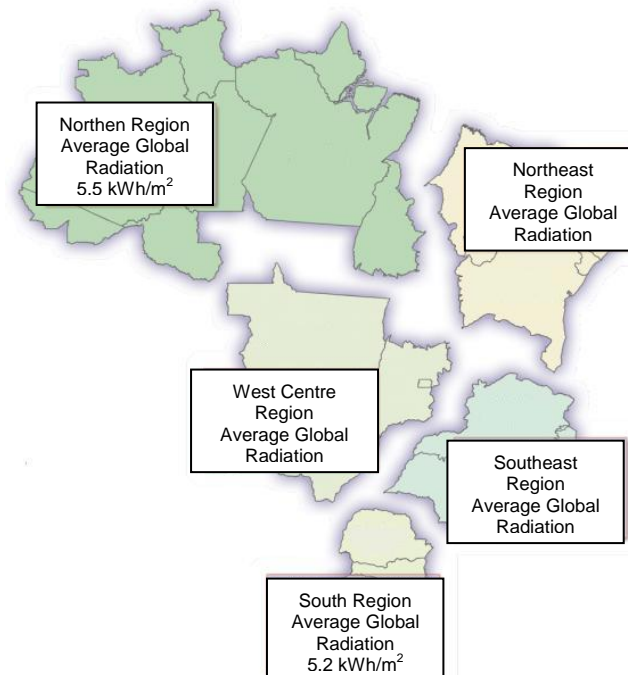 Northen Region
Average Global
Radiation
5.5 kWh/m²
Northeast
Region
Average Global
Radiation
West Centre
Region
Average Global
Radiation
Southeast
Region
Average Global
Radiation
South Region
Average Global
Radiation
5.2 kWh/m²